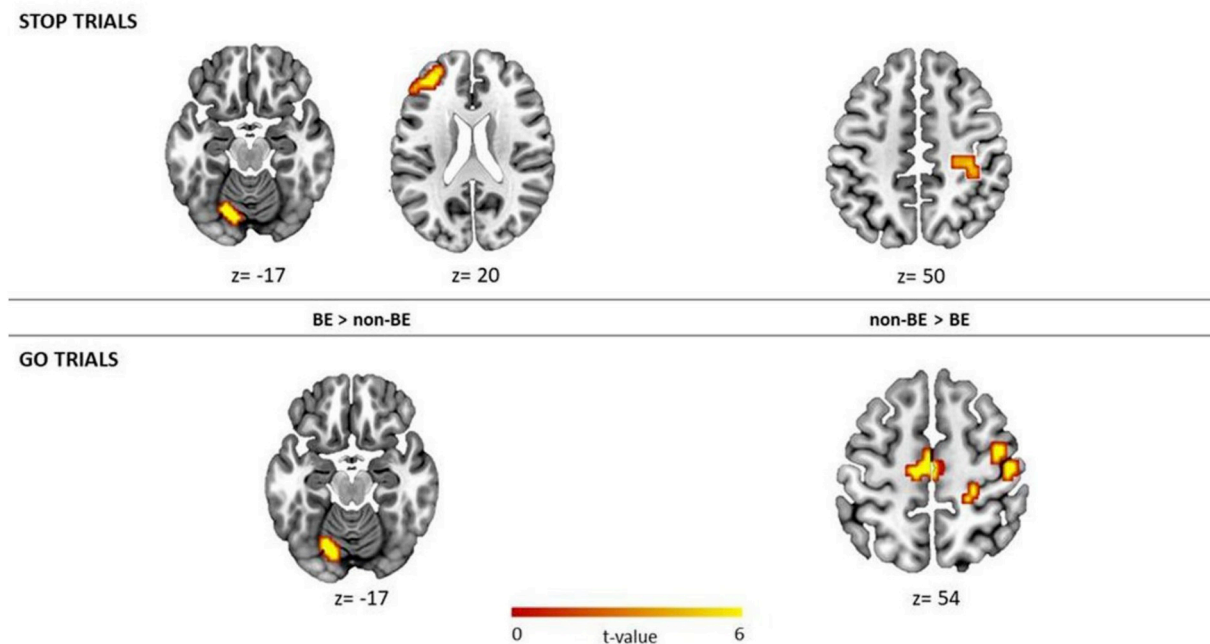 STOP TRIALS
z= -17
z= 20
z= 50
BE > non-BE
non-BE > BE
GO TRIALS
z= -17
z= 54
0
t-value
6